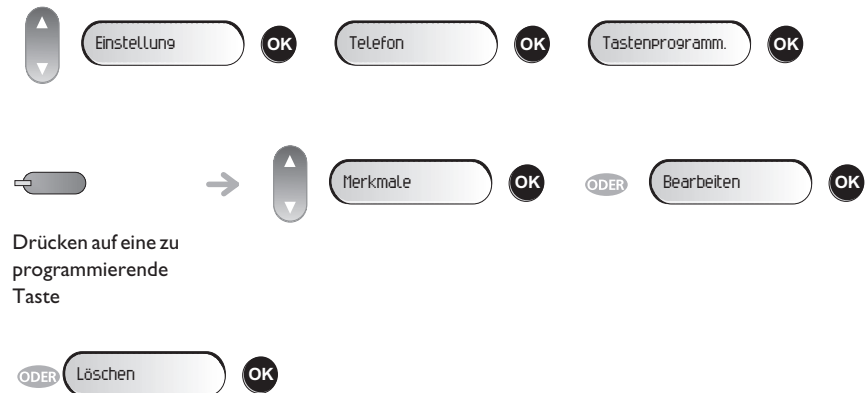 Einstellung OK Telefon OK Tastenprogramm. OK
Merkmale OK ODER Bearbeiten OK
Drücken auf eine zu
programmierende
Taste
ODER Löschen OK